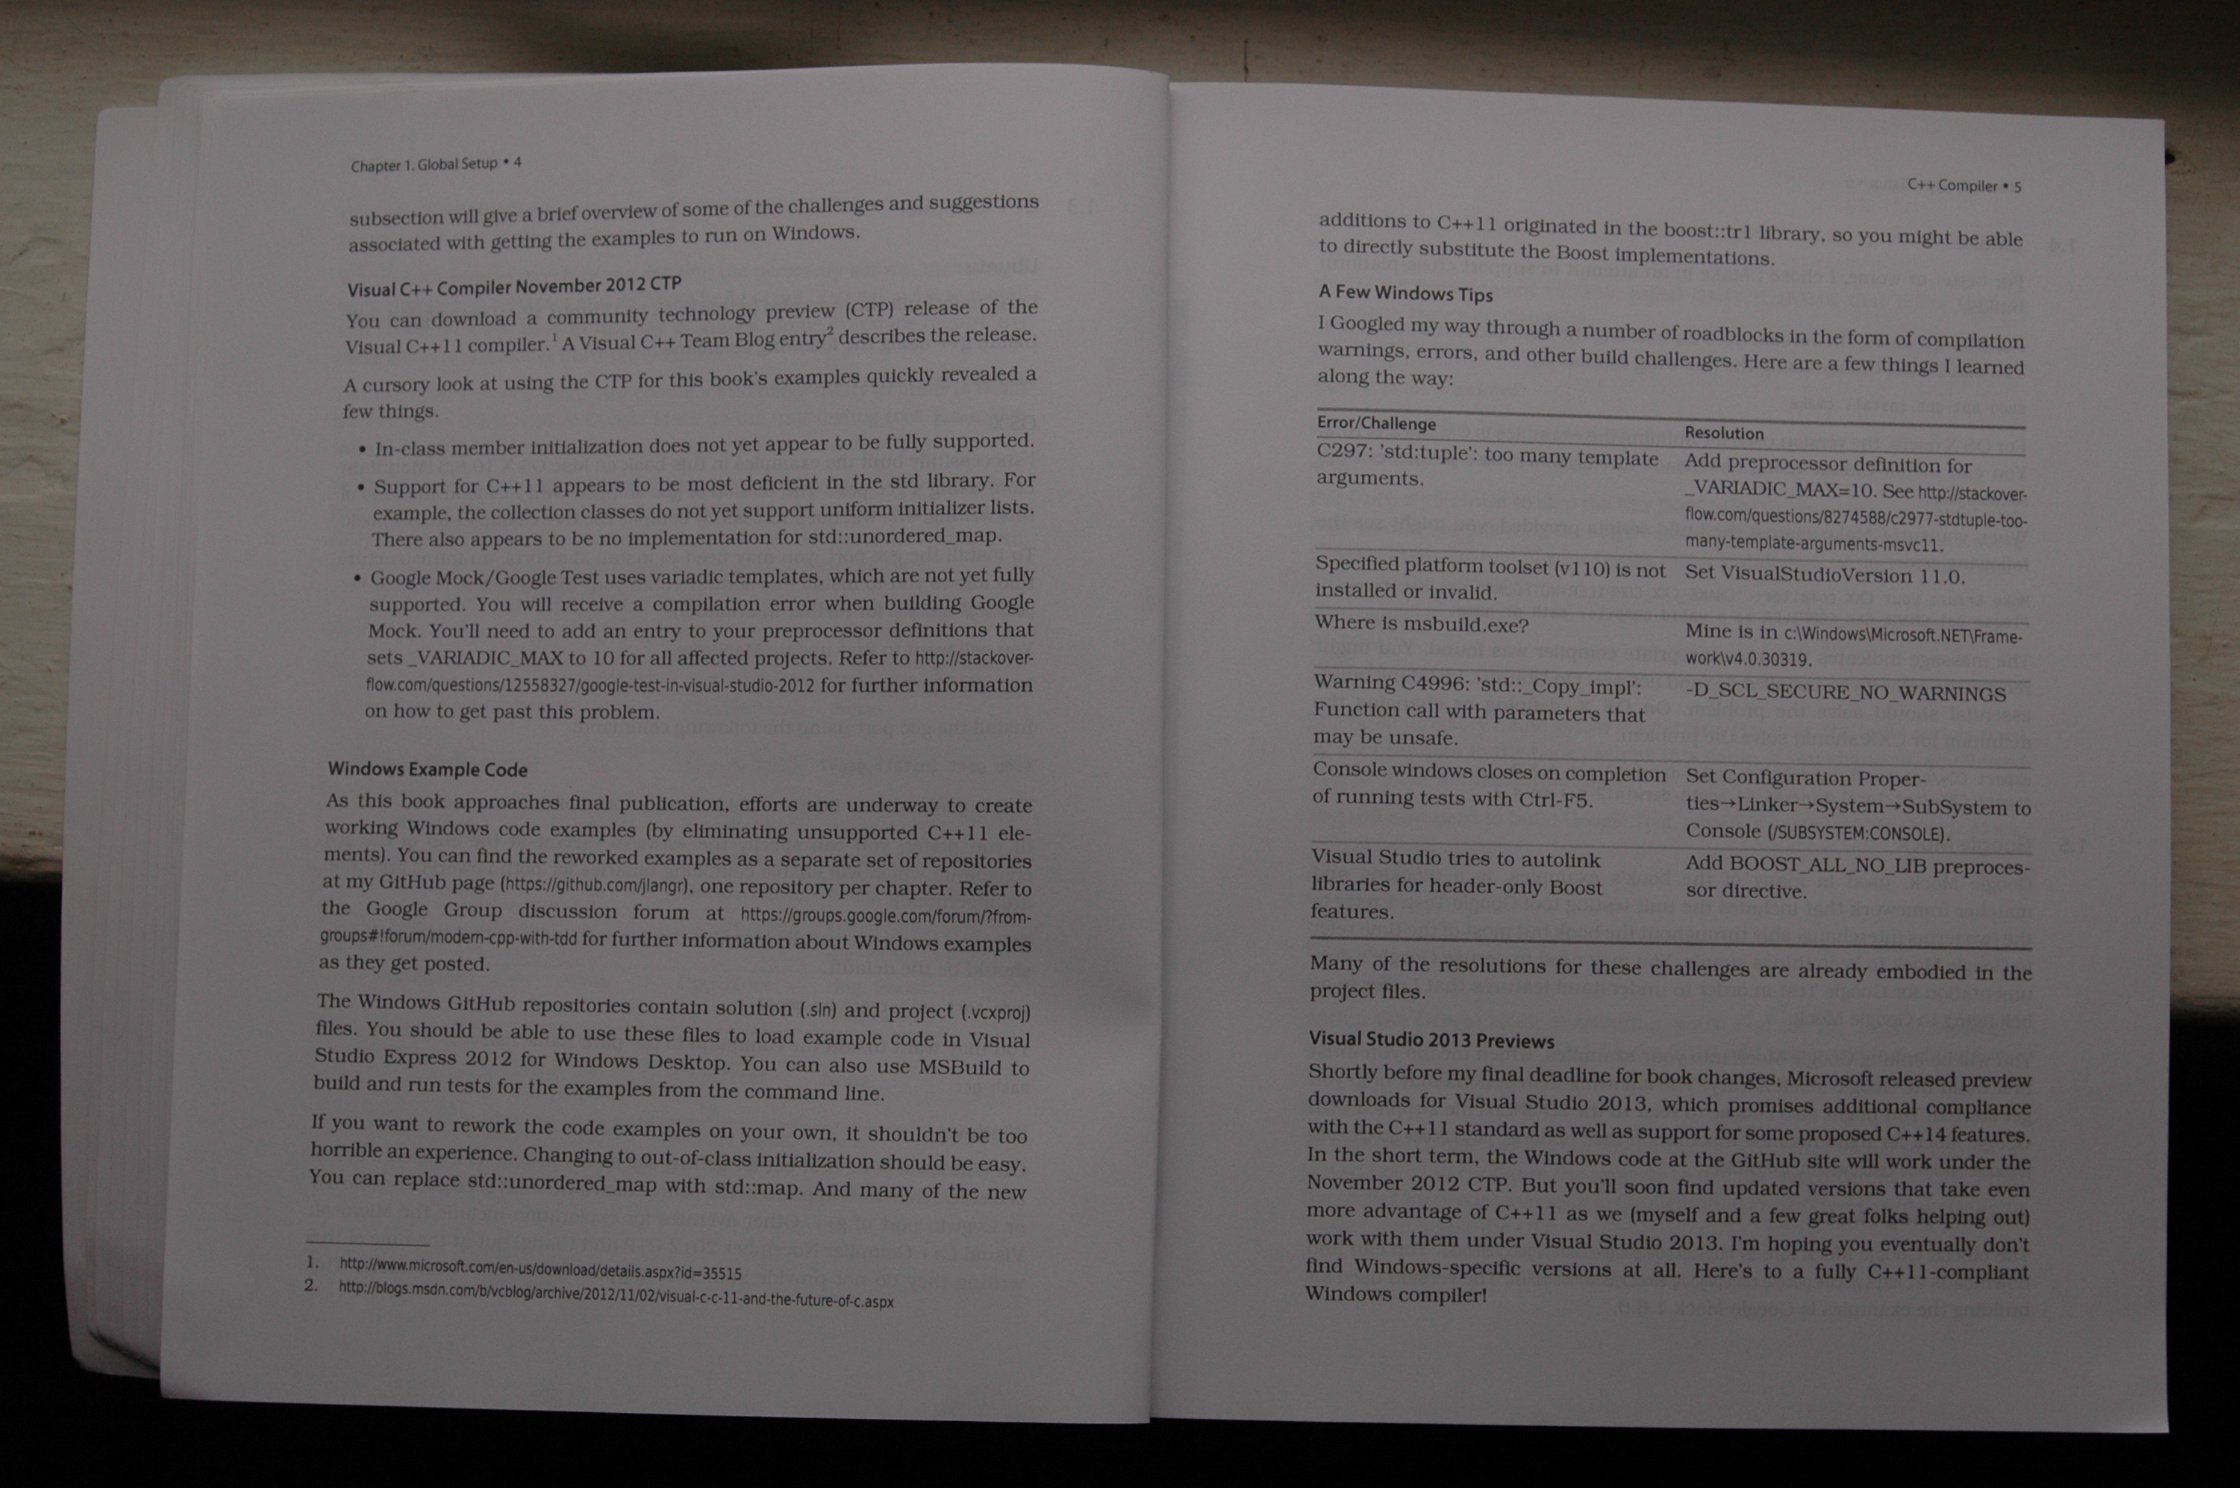 Chapter 1. Global Setup • 4
subsection will give a brief overview of some of the challenges and suggestions
associated with getting the examples to run on Windows.
Visual C++ Compiler November 2012 CTP
You can download a community technology preview (CTP) release of the
Visual C++11 compiler.1 A Visual C++ Team Blog entry2 describes the release.
A cursory look at using the CTP for this book's examples quickly revealed a
few things.
• In-class member initialization does not yet appear to be fully supported.
• Support for C++11 appears to be most deficient in the std library. For
example, the collection classes do not yet support uniform initializer lists.
There also appears to be no implementation for std::unordered_map.
• Google Mock/Google Test uses variadic templates, which are not yet fully
supported. You will receive a compilation error when building Google
Mock. You'll need to add an entry to your preprocessor definitions that
sets _VARIADIC_MAX to 10 for all affected projects. Refer to http://stackover-
flow.com/questions/12558327/google-test-in-visual-studio-2012 for further information
on how to get past this problem.
Windows Example Code
As this book approaches final publication, efforts are underway to create
working Windows code examples (by eliminating unsupported C++11 ele-
ments). You can find the reworked examples as a separate set of repositories
at my GitHub page (https://github.com/jlangr), one repository per chapter. Refer to
the Google Group discussion forum at https://groups.google.com/forum/?from-
groups#!forum/modern-cpp-with-tdd for further information about Windows examples
as they get posted.
The Windows GitHub repositories contain solution (.sln) and project (.vcxproj)
files. You should be able to use these files to load example code in Visual
Studio Express 2012 for Windows Desktop. You can also use MSBuild to
build and run tests for the examples from the command line.
If you want to rework the code examples on your own, it shouldn't be too
horrible an experience. Changing to out-of-class initialization should be easy.
You can replace std::unordered_map with std::map. And many of the new
1. http://www.microsoft.com/en-us/download/details.aspx?id=35515
2. http://blogs.msdn.com/b/vcblog/archive/2012/11/02/visual-c-c-11-and-the-future-of-c.aspx
C++ Compiler • 5
additions to C++11 originated in the boost::tr1 library, so you might be able
to directly substitute the Boost implementations.
A Few Windows Tips
I Googled my way through a number of roadblocks in the form of compilation
warnings, errors, and other build challenges. Here are a few things I learned
along the way:
Error/Challenge Resolution
C297: 'std:tuple': too many template Add preprocessor definition for
arguments. _VARIADIC_MAX=10. See http://stackover-
flow.com/questions/8274588/c2977-stdtuple-too-
many-template-arguments-msvc11.
Specified platform toolset (v110) is not Set VisualStudioVersion 11.0.
installed or invalid.
Where is msbuild.exe? Mine is in c:\Windows\Microsoft.NET\Frame-
work\v4.0.30319.
Warning C4996: 'std::_Copy_impl': -D_SCL_SECURE_NO_WARNINGS
Function call with parameters that
may be unsafe.
Console windows closes on completion Set Configuration Proper-
of running tests with Ctrl-F5. ties→Linker→System→SubSystem to
Console (/SUBSYSTEM:CONSOLE).
Visual Studio tries to autolink Add BOOST_ALL_NO_LIB preproces-
libraries for header-only Boost sor directive.
features.
Many of the resolutions for these challenges are already embodied in the
project files.
Visual Studio 2013 Previews
Shortly before my final deadline for book changes, Microsoft released preview
downloads for Visual Studio 2013, which promises additional compliance
with the C++11 standard as well as support for some proposed C++14 features.
In the short term, the Windows code at the GitHub site will work under the
November 2012 CTP. But you'll soon find updated versions that take even
more advantage of C++11 as we (myself and a few great folks helping out)
work with them under Visual Studio 2013. I'm hoping you eventually don't
find Windows-specific versions at all. Here's to a fully C++11-compliant
Windows compiler!